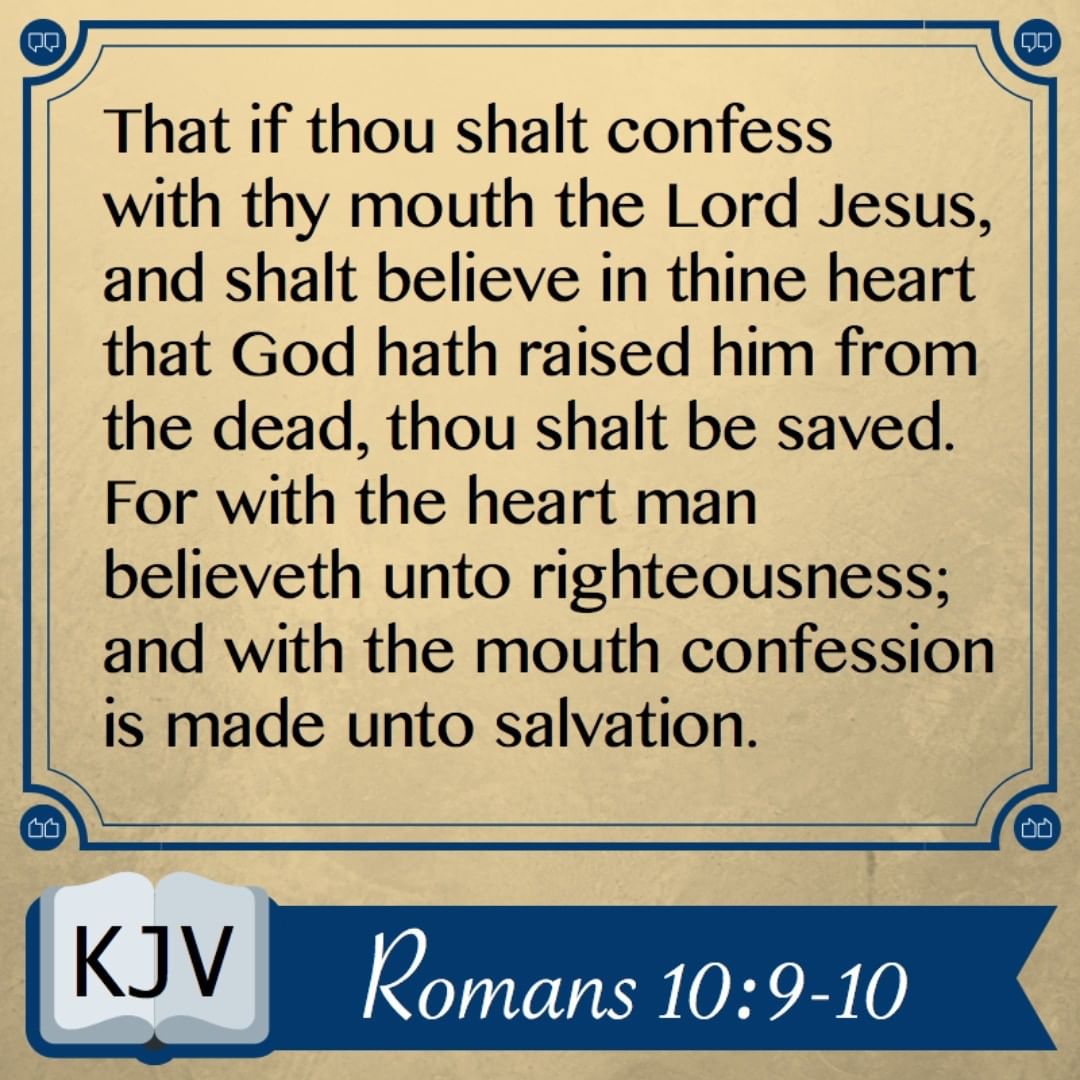 That if thou shalt confess
with thy mouth the Lord Jesus,
and shalt believe in thine heart
that God hath raised him from
the dead, thou shalt be saved.
For with the heart man
believeth unto righteousness;
and with the mouth confession
is made unto salvation.
KJV
Romans 10:9-10